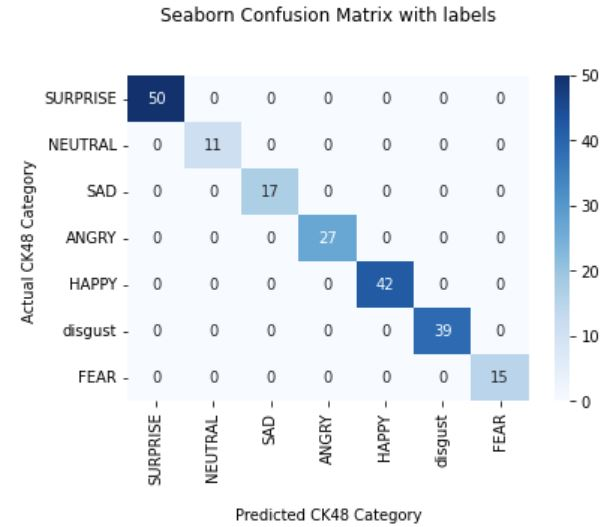 Seaborn Confusion Matrix with labels
SURPRISE 50 0 0 0 0 0 0
NEUTRAL 0 11 0 0 0 0 0
SAD 0 0 17 0 0 0 0
ANGRY 0 0 0 27 0 0 0
HAPPY 0 0 0 0 42 0 0
disgust 0 0 0 0 0 39 0
FEAR 0 0 0 0 0 0 15
SURPRISE NEUTRAL SAD ANGRY HAPPY disgust FEAR
Predicted CK48 Category
Actual CK48 Category
50
40
30
20
10
0